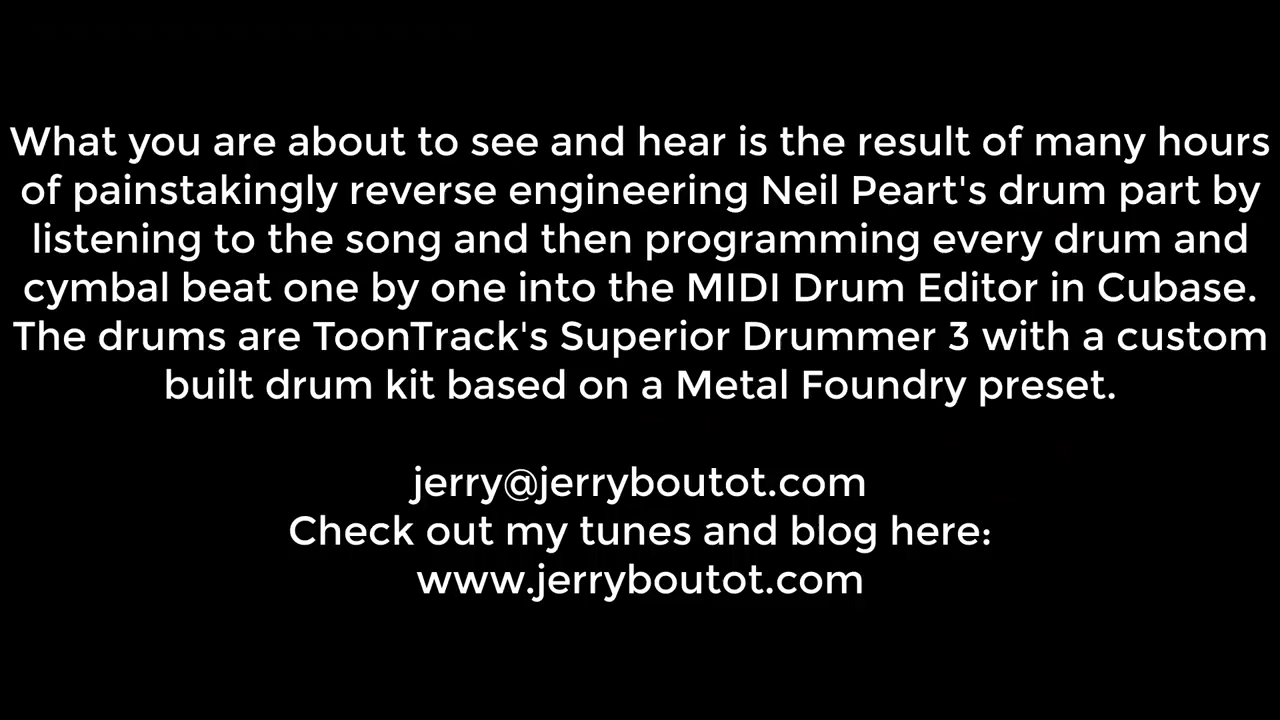 What you are about to see and hear is the result of many hours
of painstakingly reverse engineering Neil Peart's drum part by
listening to the song and then programming every drum and
cymbal beat one by one into the MIDI Drum Editor in Cubase.
The drums are ToonTrack's Superior Drummer 3 with a custom
built drum kit based on a Metal Foundry preset.
jerry@jerryboutot.com
Check out my tunes and blog here:
www.jerryboutot.com